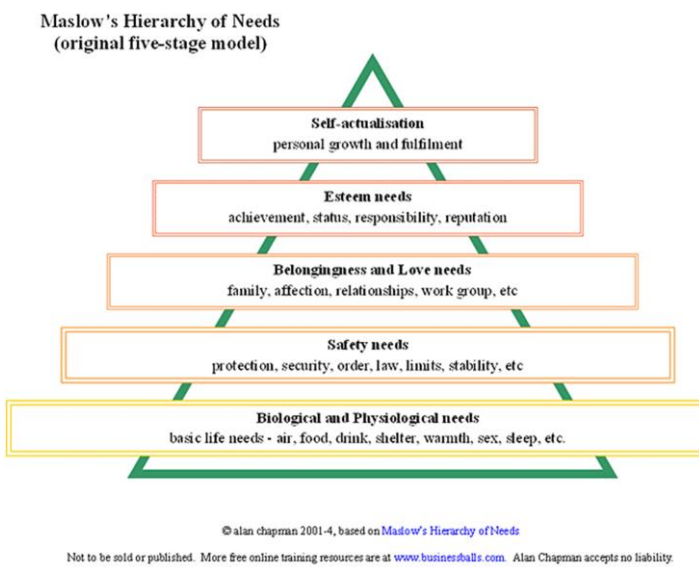 Maslow's Hierarchy of Needs
(original five-stage model)
Self-actualisation
personal growth and fulfilment
Esteem needs
achievement, status, responsibility, reputation
Belongingness and Love needs
family, affection, relationships, work group, etc
Safety needs
protection, security, order, law, limits, stability, etc
Biological and Physiological needs
basic life needs - air, food, drink, shelter, warmth, sex, sleep, etc.
© alan chapman 2001-4, based on Maslow's Hierarchy of Needs
Not to be sold or published. More free online training resources are at www.businessballs.com. Alan Chapman accepts no liability.